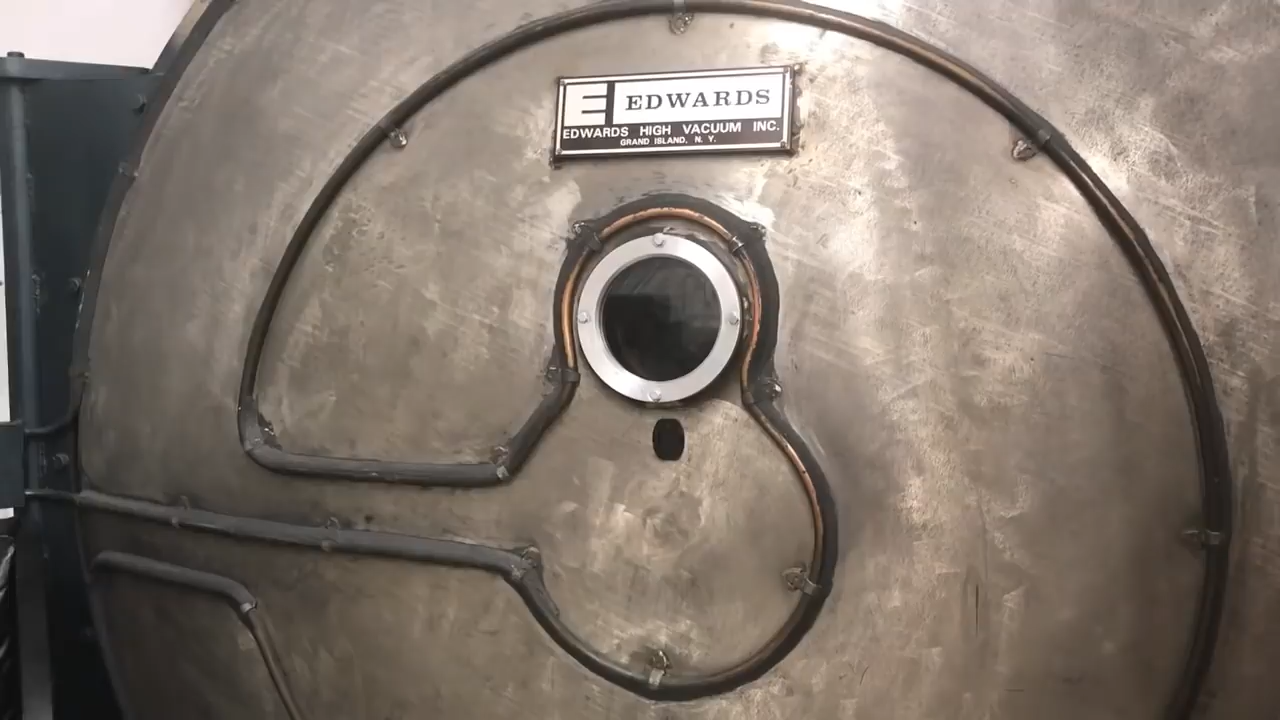 E EDWARDS
EDWARDS HIGH VACUUM INC.
GRAND ISLAND, N. Y.